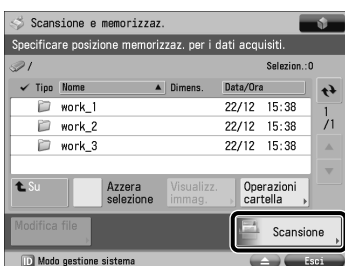 Scansione e memorizzaz.
Specificare posizione memorizzaz. per i dati acquisiti.
/ Selezion.:0
Tipo Nome Dimens. Data/Ora
work_1 22/12 15:38
work_2 22/12 15:38
work_3 22/12 15:38
1
/1
Su
Azzera selezione
Visualizz. immag.
Operazioni cartella
Modifica file
Scansione
ID Modo gestione sistema
Esci